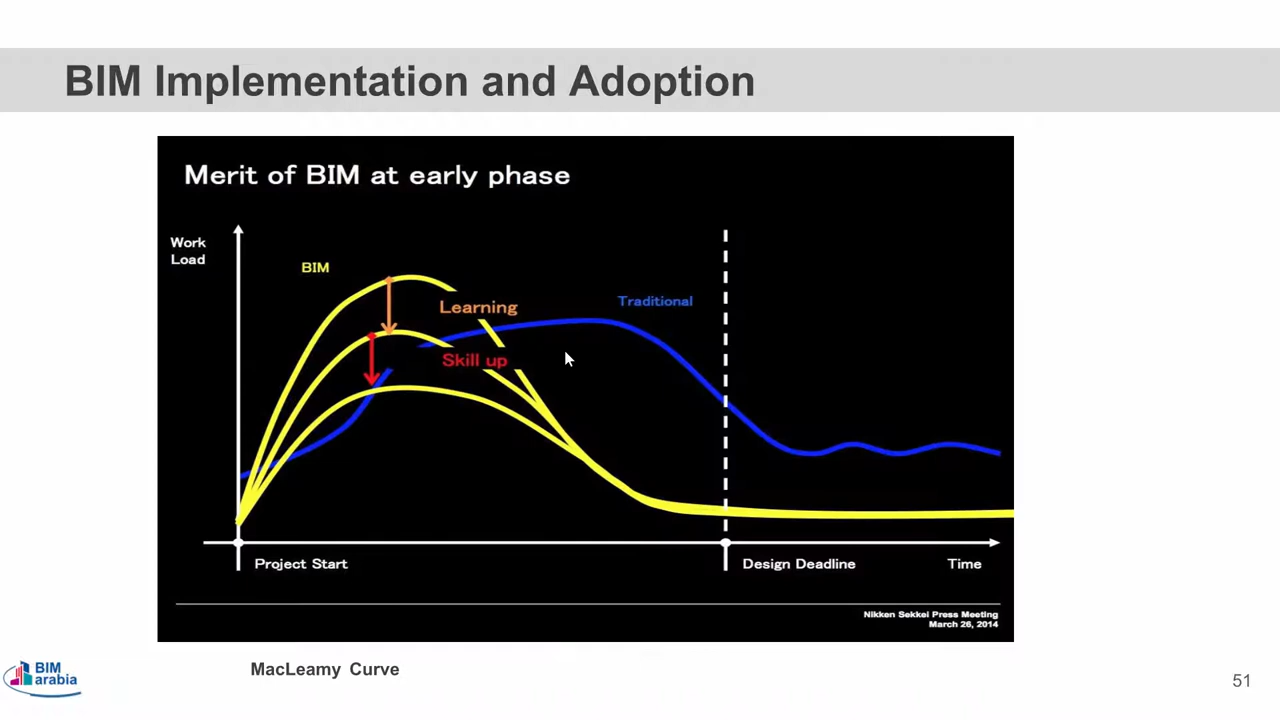 BIM Implementation and Adoption
Merit of BIM at early phase
Work
Load
BIM
Learning
Traditional
Skill up
Project Start
Design Deadline
Time
Nikken Sekkei Press Meeting
March 26, 2014
MacLeamy Curve
BIM
arabia
51